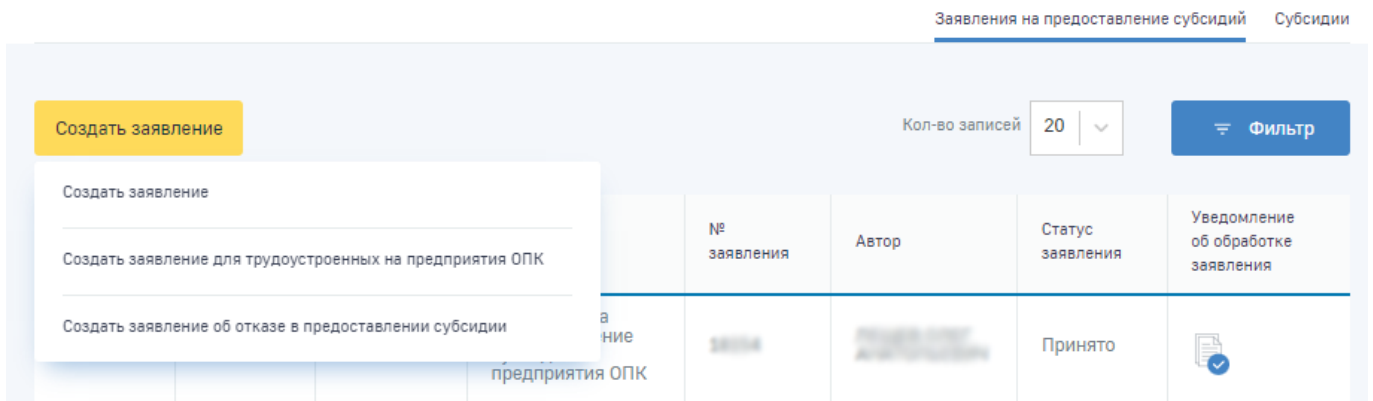 Заявления на предоставление субсидий Субсидии
Создать заявление
Кол-во записей 20
Фильтр
Создать заявление
Создать заявление для трудоустроенных на предприятия ОПК
Создать заявление об отказе в предоставлении субсидии
№
заявления
Автор
Статус
заявления
Уведомление
об обработке
заявления
предприятия ОПК
Принято